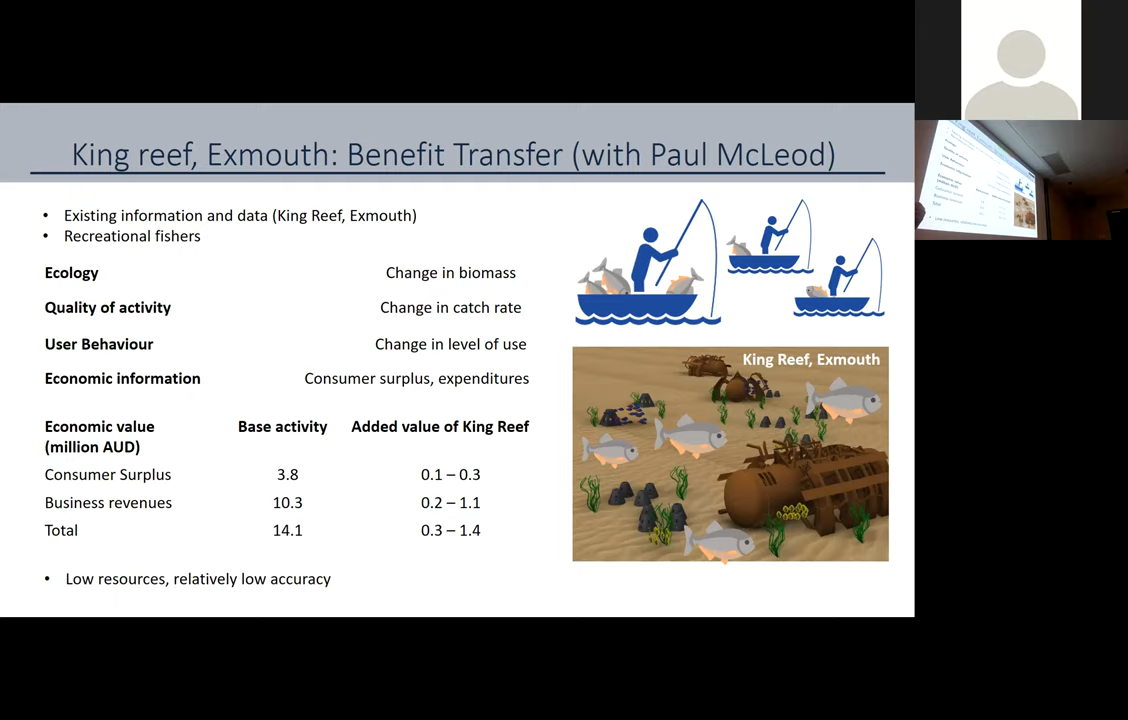 King reef, Exmouth: Benefit Transfer (with Paul McLeod)
• Existing information and data (King Reef, Exmouth)
• Recreational fishers
Ecology Change in biomass
Quality of activity Change in catch rate
User Behaviour Change in level of use
Economic information Consumer surplus, expenditures
Economic value Base activity Added value of King Reef
(million AUD)
Consumer Surplus 3.8 0.1 – 0.3
Business revenues 10.3 0.2 – 1.1
Total 14.1 0.3 – 1.4
• Low resources, relatively low accuracy
King Reef, Exmouth